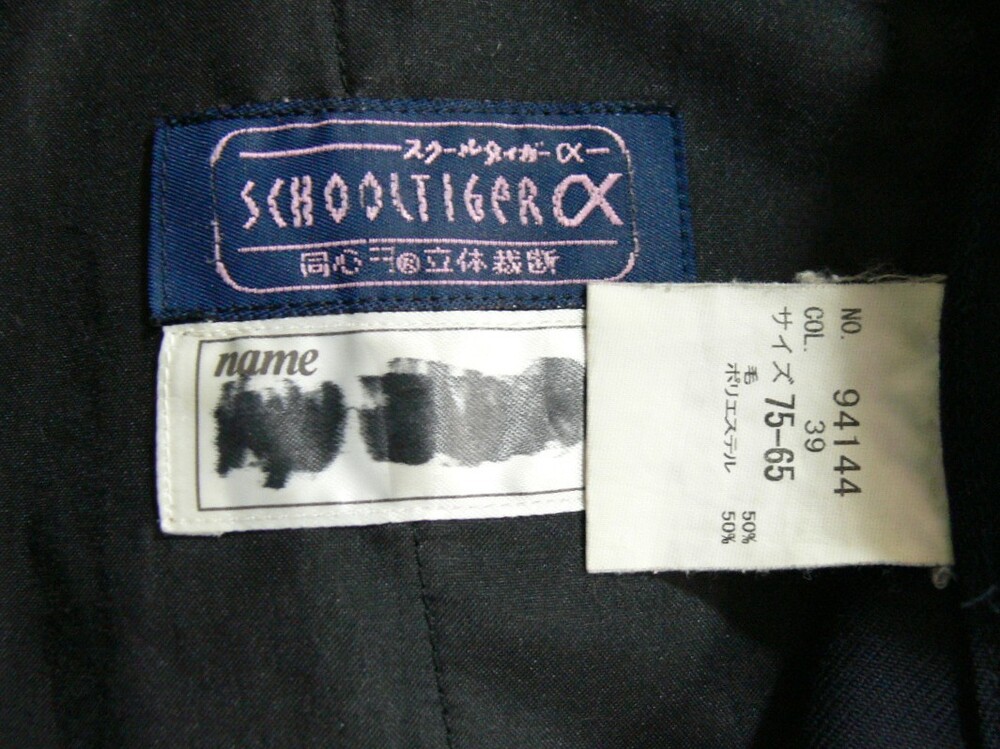 スクールタイガーα
SCHOOLTIGER α
同心円®立体裁断
name
NO. 94144
COL. 39
サイズ 75-65
毛 50%
ポリエステル 50%